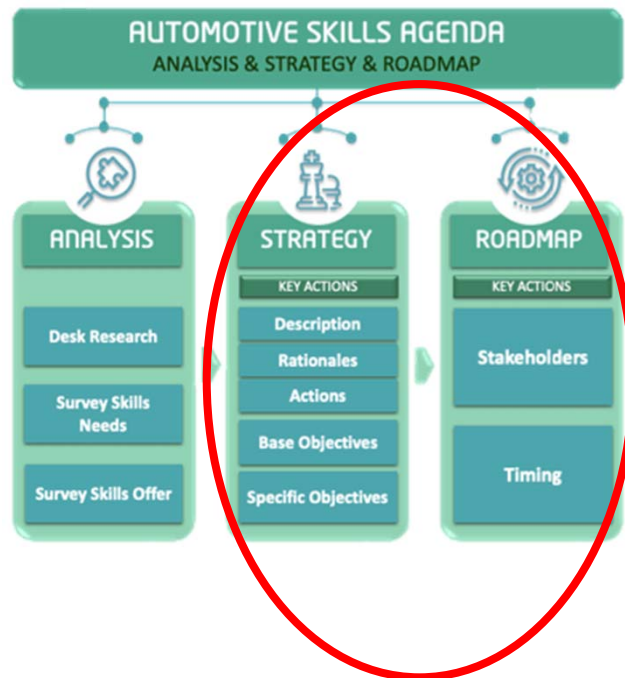 AUTOMOTIVE SKILLS AGENDA
ANALYSIS & STRATEGY & ROADMAP
ANALYSIS
Desk Research
Survey Skills
Needs
Survey Skills Offer
STRATEGY
KEY ACTIONS
Description
Rationales
Actions
Base Objectives
Specific Objectives
ROADMAP
KEY ACTIONS
Stakeholders
Timing